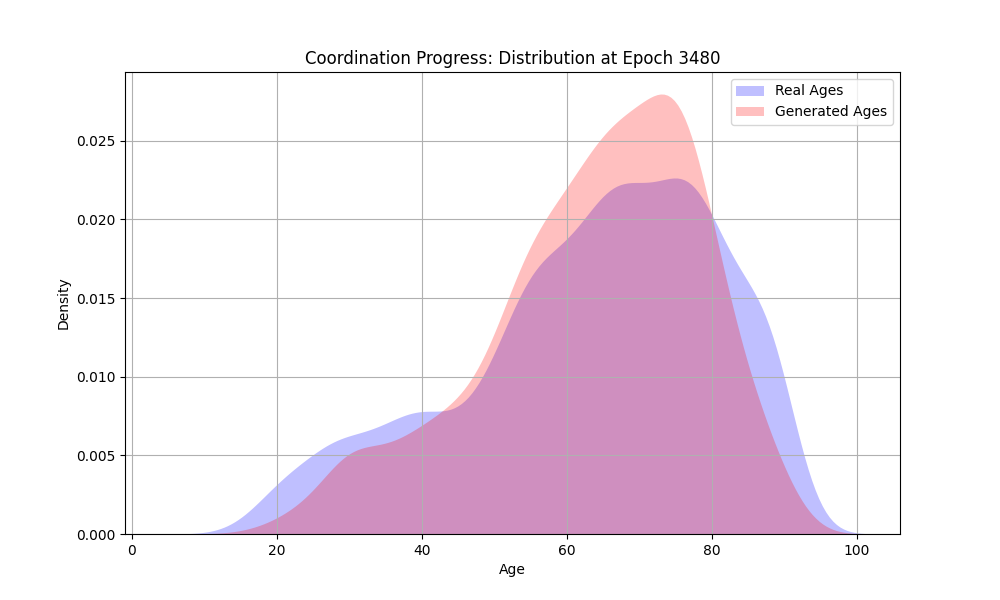 Coordination Progress: Distribution at Epoch 3480
Real Ages
Generated Ages
0.025
0.020
0.015
0.010
0.005
0.000
Density
0
20
40
60
80
100
Age